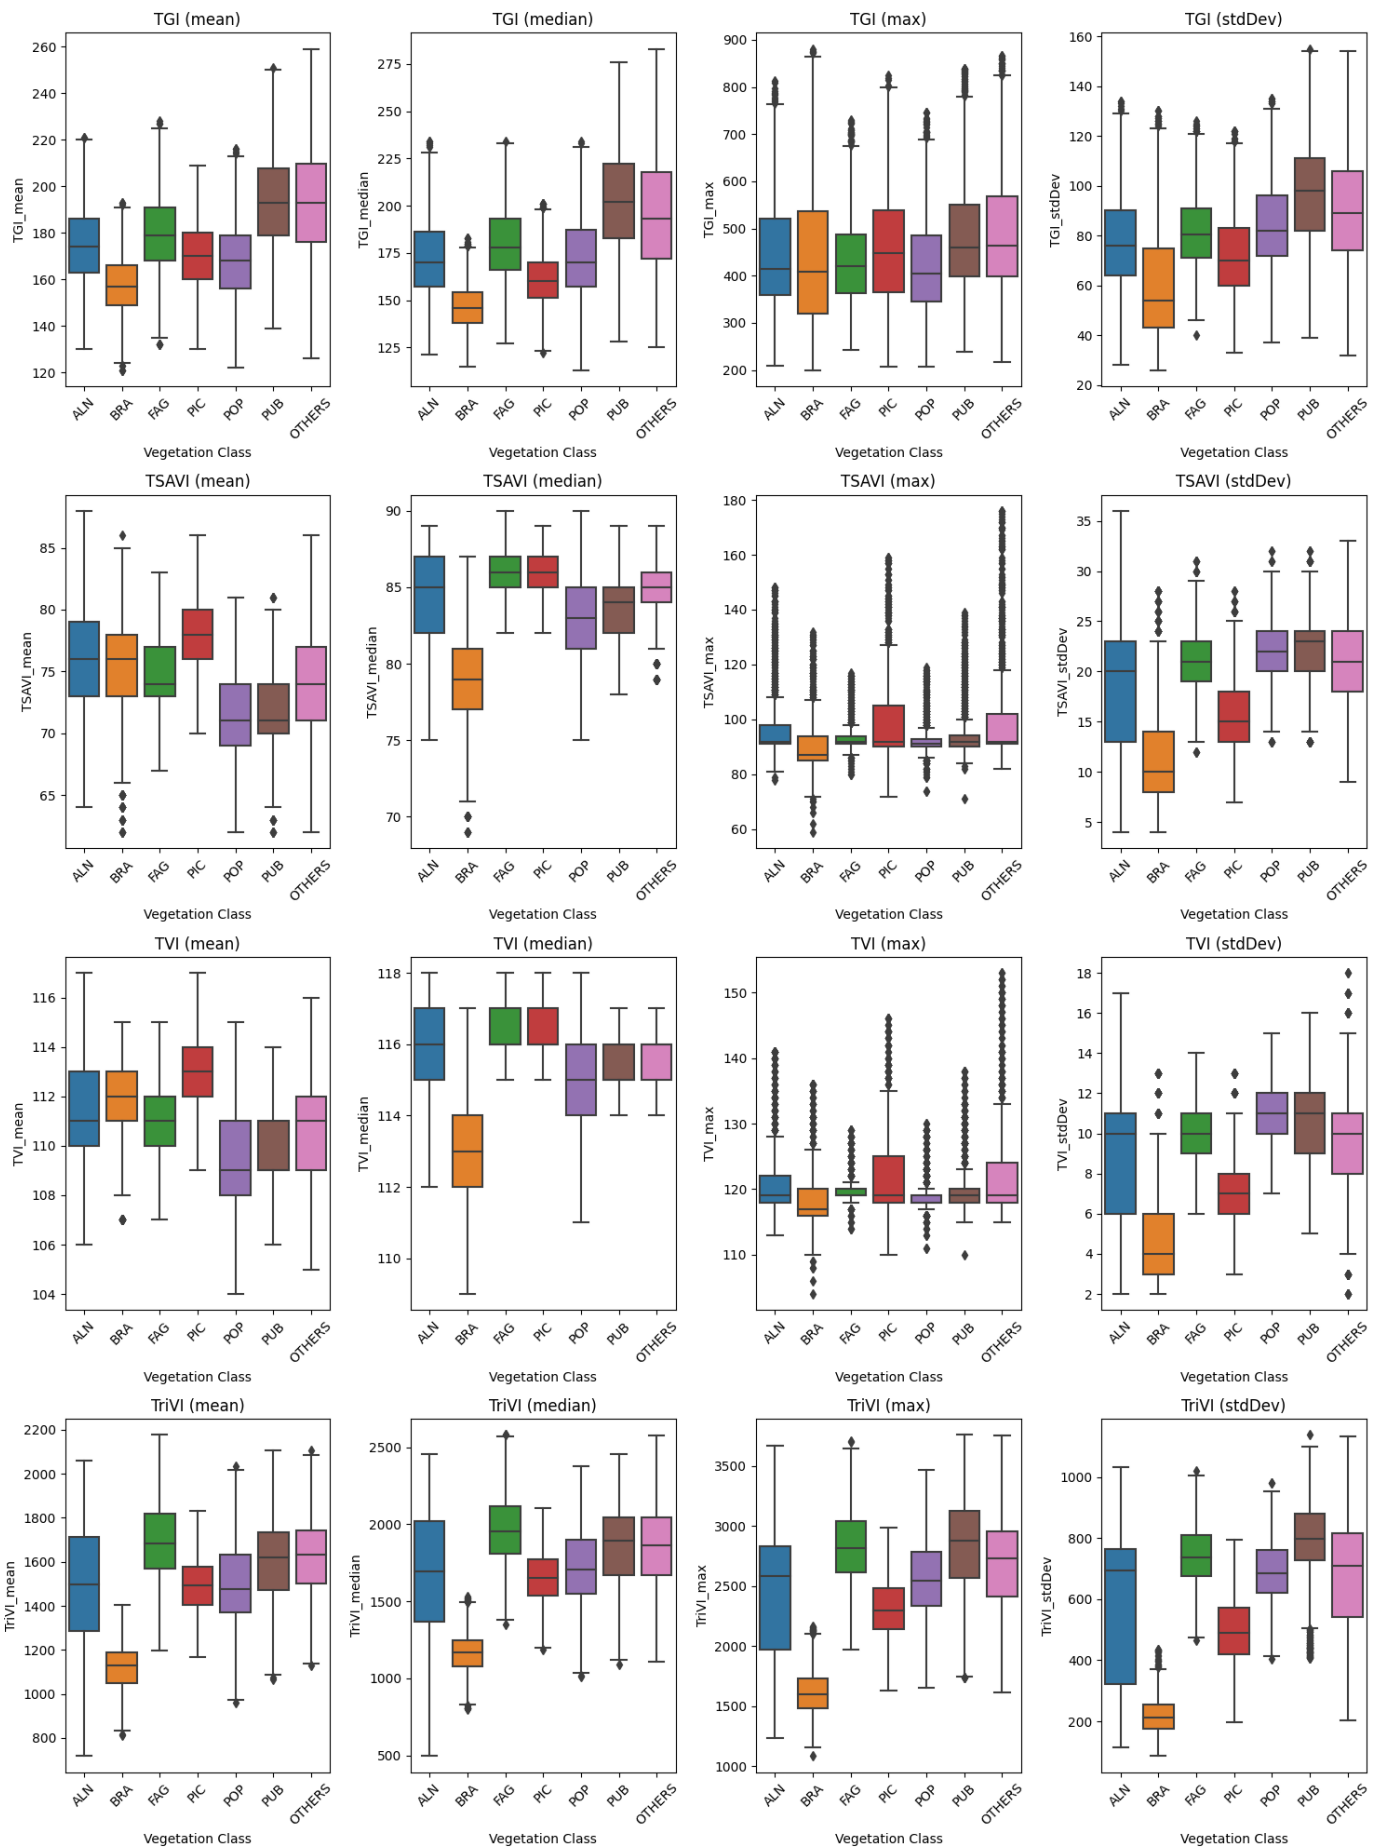 TGI (mean)
TGI (median)
TGI (max)
TGI (stdDev)
TGI_mean
260
240
220
200
180
160
140
120
ALN
BRA
FAG
PIC
POP
PUB
OTHERS
Vegetation Class
TGI_median
275
250
225
200
175
150
125
ALN
BRA
FAG
PIC
POP
PUB
OTHERS
Vegetation Class
TGI_max
900
800
700
600
500
400
300
200
ALN
BRA
FAG
PIC
POP
PUB
OTHERS
Vegetation Class
TGI_stdDev
160
140
120
100
80
60
40
20
ALN
BRA
FAG
PIC
POP
PUB
OTHERS
Vegetation Class
TSAVI (mean)
TSAVI (median)
TSAVI (max)
TSAVI (stdDev)
TSAVI_mean
85
80
75
70
65
ALN
BRA
FAG
PIC
POP
PUB
OTHERS
Vegetation Class
TSAVI_median
90
85
80
75
70
ALN
BRA
FAG
PIC
POP
PUB
OTHERS
Vegetation Class
TSAVI_max
180
160
140
120
100
80
60
ALN
BRA
FAG
PIC
POP
PUB
OTHERS
Vegetation Class
TSAVI_stdDev
35
30
25
20
15
10
5
ALN
BRA
FAG
PIC
POP
PUB
OTHERS
Vegetation Class
TVI (mean)
TVI (median)
TVI (max)
TVI (stdDev)
TVI_mean
116
114
112
110
108
106
104
ALN
BRA
FAG
PIC
POP
PUB
OTHERS
Vegetation Class
TVI_median
118
116
114
112
110
ALN
BRA
FAG
PIC
POP
PUB
OTHERS
Vegetation Class
TVI_max
150
140
130
120
110
ALN
BRA
FAG
PIC
POP
PUB
OTHERS
Vegetation Class
TVI_stdDev
18
16
14
12
10
8
6
4
2
ALN
BRA
FAG
PIC
POP
PUB
OTHERS
Vegetation Class
TriVI (mean)
TriVI (median)
TriVI (max)
TriVI (stdDev)
TriVI_mean
2200
2000
1800
1600
1400
1200
1000
800
ALN
BRA
FAG
PIC
POP
PUB
OTHERS
Vegetation Class
TriVI_median
2500
2000
1500
1000
500
ALN
BRA
FAG
PIC
POP
PUB
OTHERS
Vegetation Class
TriVI_max
3500
3000
2500
2000
1500
1000
ALN
BRA
FAG
PIC
POP
PUB
OTHERS
Vegetation Class
TriVI_stdDev
1000
800
600
400
200
ALN
BRA
FAG
PIC
POP
PUB
OTHERS
Vegetation Class